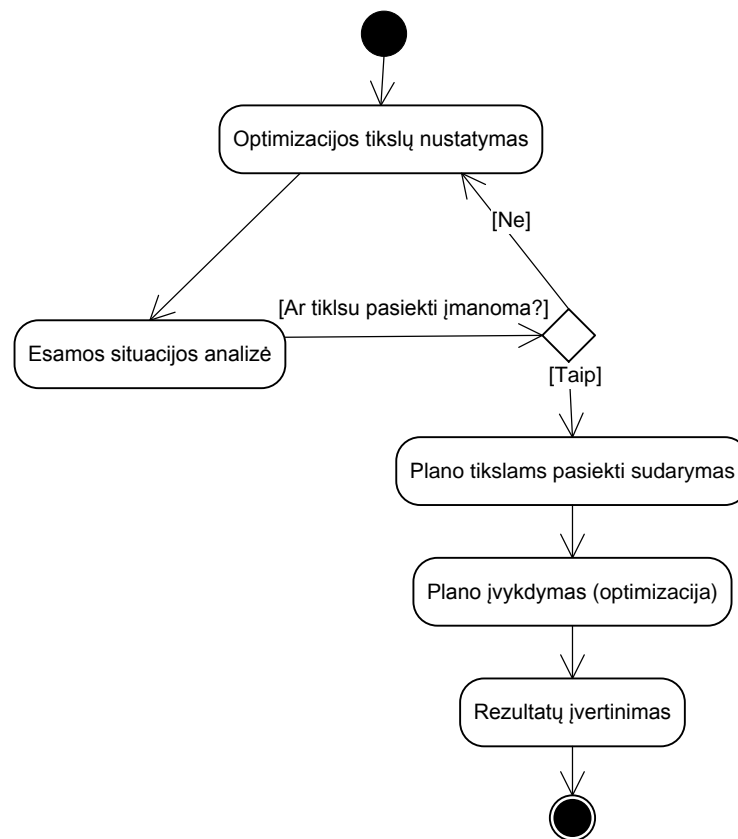 Optimizacijos tikslų nustatymas
[Ne]
[Ar tiklsu pasiekti įmanoma?]
Esamos situacijos analizė
[Taip]
Plano tikslams pasiekti sudarymas
Plano įvykdymas (optimizacija)
Rezultatų įvertinimas